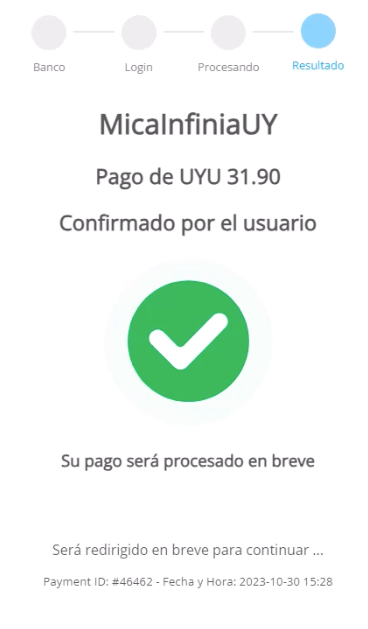 Banco Login Procesando Resultado
MicaInfiniaUY
Pago de UYU 31.90
Confirmado por el usuario
Su pago será procesado en breve
Será redirigido en breve para continuar ...
Payment ID: #46462 - Fecha y Hora: 2023-10-30 15:28